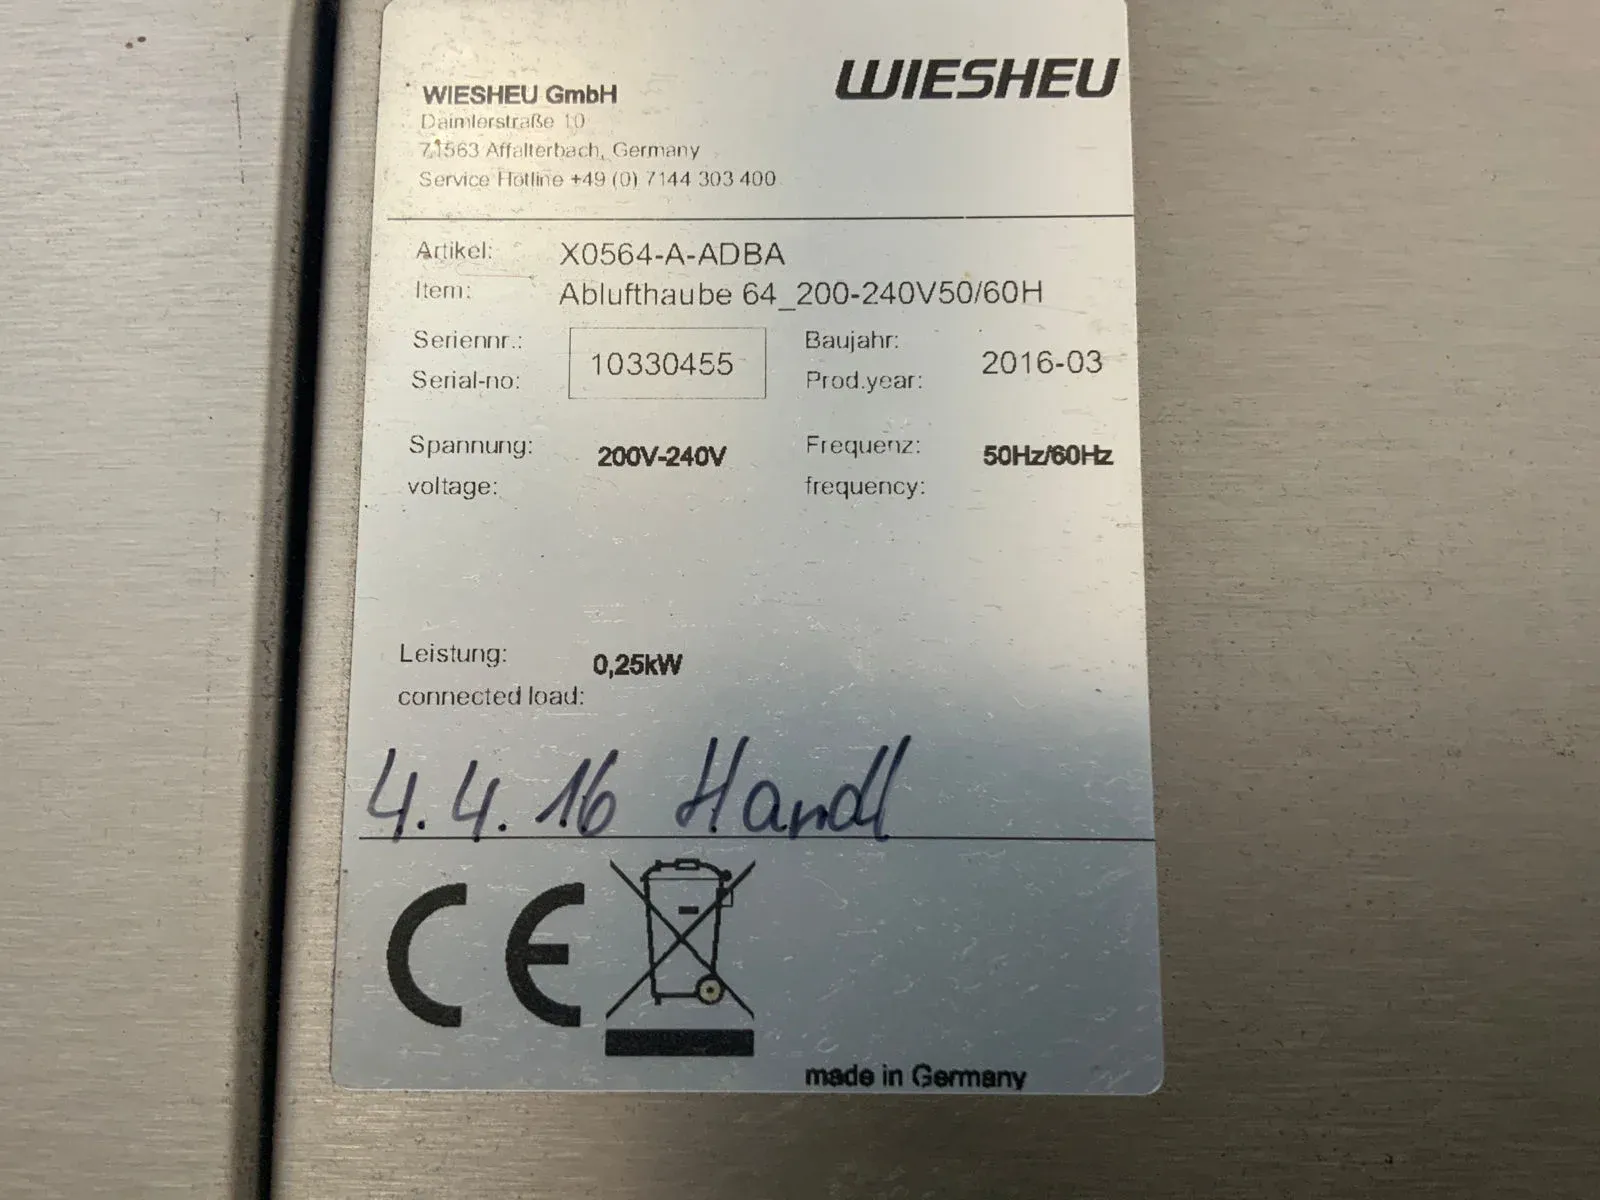 WIESHEU GmbH
Daimlerstraße 10
71563 Affalterbach, Germany
Service Hotline +49 (0) 7144 303 400
WIESHEU
Artikel: X0564-A-ADBA
Item: Ablufthaube 64_200-240V50/60H
Seriennr.:
Serial-no:
10330455
Baujahr:
Prod.year:
2016-03
Spannung:
voltage:
200V-240V
Frequenz:
frequency:
50Hz/60Hz
Leistung:
connected load:
0,25kW
4.4.16 Handl
CE
made in Germany